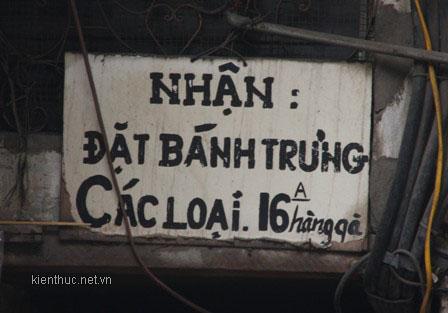 NHẬN :
ĐẶT BÁNH TRƯNG
CÁC LOẠI. 16A hàng gà
kienthuc.net.vn